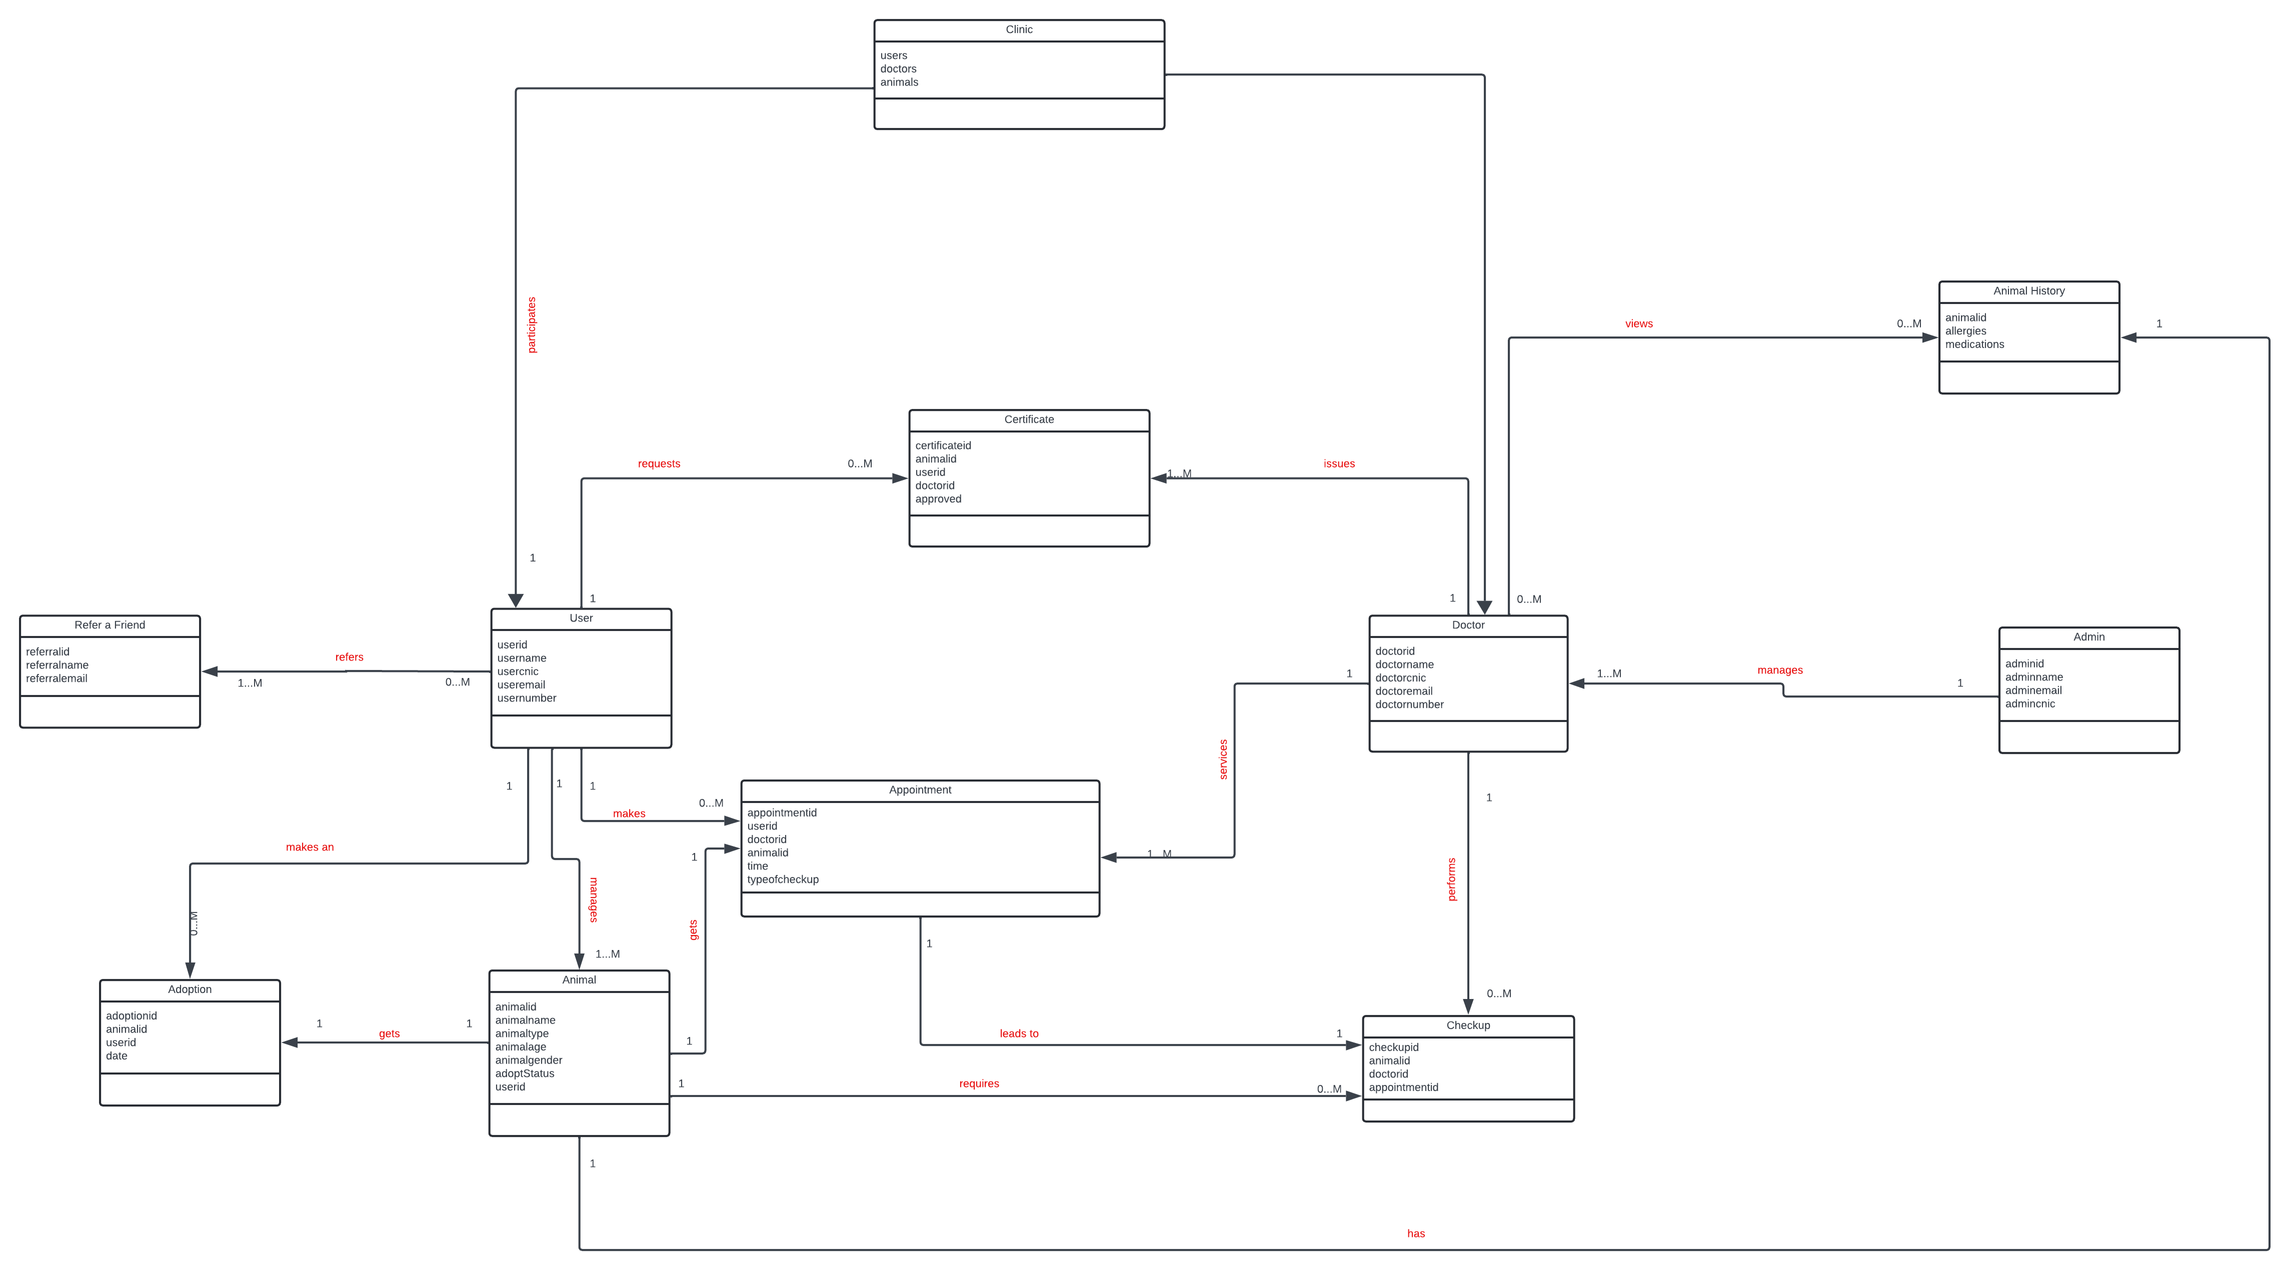 Clinic
users
doctors
animals
participates
1
Animal History
animalid
allergies
medications
views
0...M
1
Certificate
certificateid
animalid
userid
doctorid
approved
requests
0...M
1...M
issues
1
1
0...M
Refer a Friend
referralid
referralname
referralemail
refers
1...M
0...M
User
userid
username
usercnic
useremail
usernumber
Doctor
doctorid
doctorname
doctorcnic
doctoremail
doctornumber
1
1...M
manages
1
Admin
adminid
adminname
adminemail
admincnic
1
1
1
makes
0...M
makes an
0...M
manages
1...M
Appointment
appointmentid
userid
doctorid
animalid
time
typeofcheckup
1
gets
services
1...M
1
performs
0...M
1
leads to
1
Adoption
adoptionid
animalid
userid
date
1
gets
1
Animal
animalid
animalname
animaltype
animalage
animalgender
adoptStatus
userid
1
1
requires
0...M
Checkup
checkupid
animalid
doctorid
appointmentid
1
has